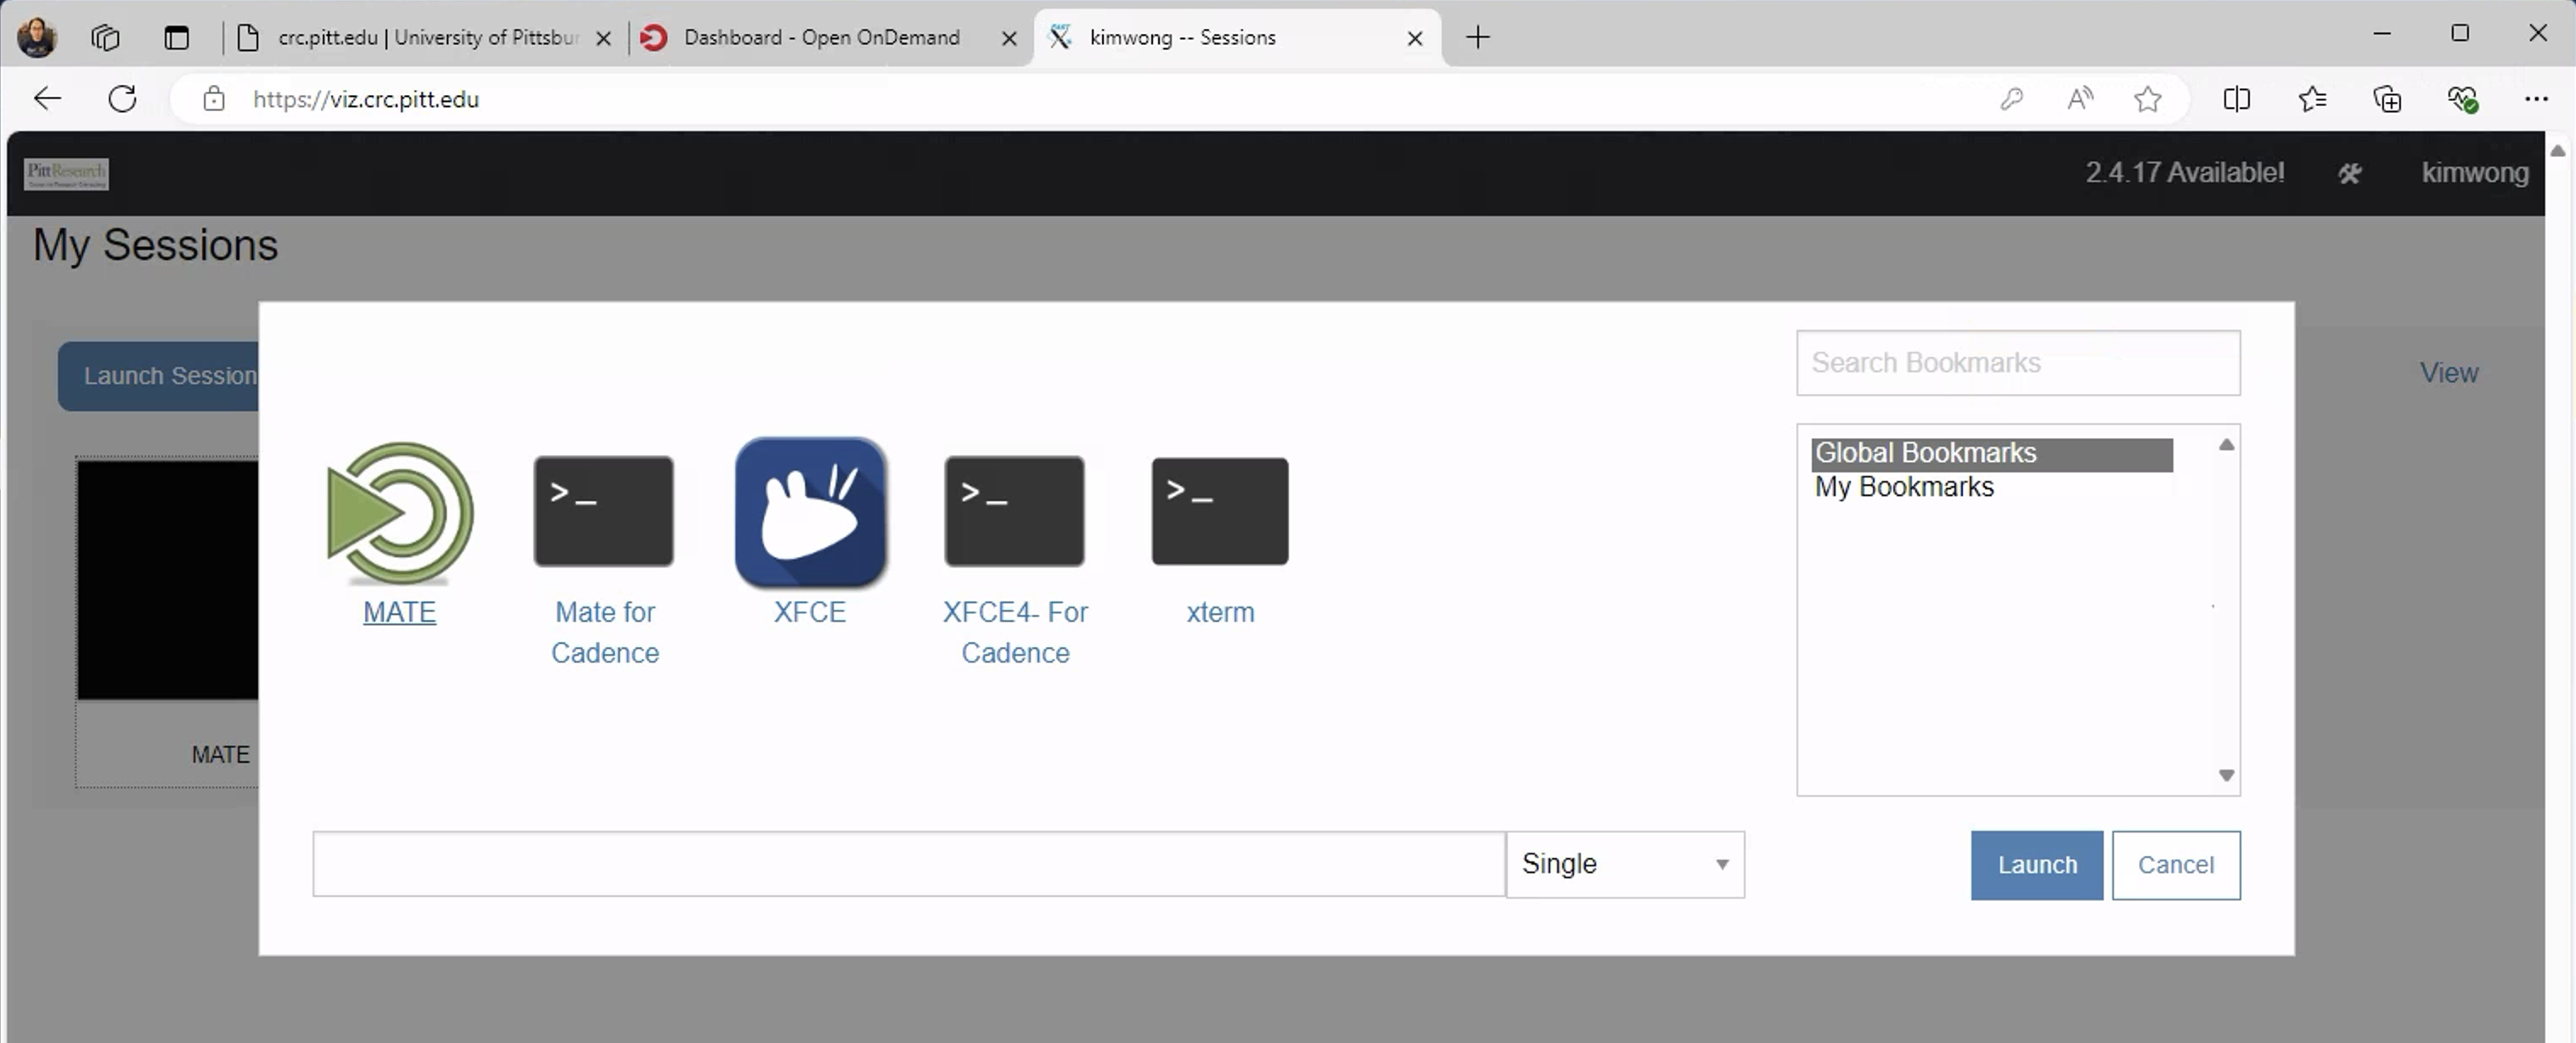 crc.pitt.edu | University of Pittsbur
Dashboard - Open OnDemand
kimwong -- Sessions
https://viz.crc.pitt.edu
PittResearch
2.4.17 Available!
kimwong
My Sessions
Launch Session
Search Bookmarks
View
Global Bookmarks
My Bookmarks
>_
>_
>_
MATE
Mate for
Cadence
XFCE
XFCE4- For
Cadence
xterm
MATE
Single
Launch
Cancel